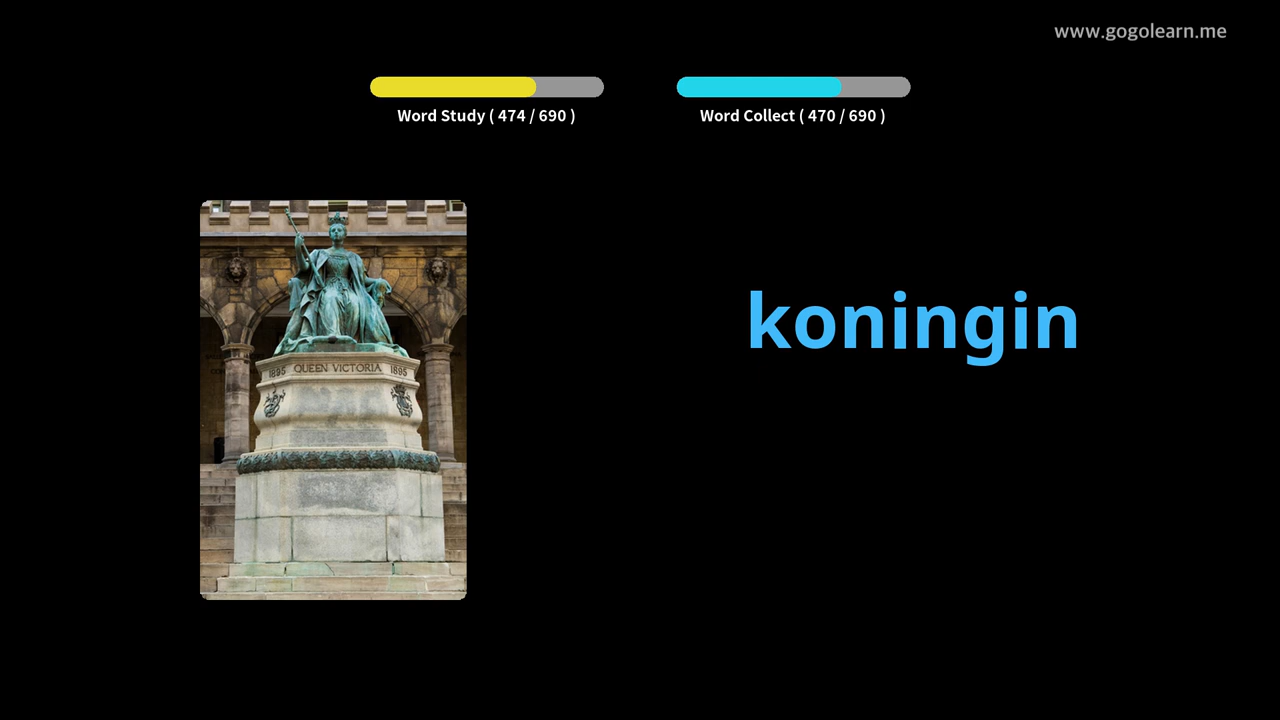 www.gogolearn.me
Word Study ( 474 / 690 )
Word Collect ( 470 / 690 )
1895 QUEEN VICTORIA 1895
koningin